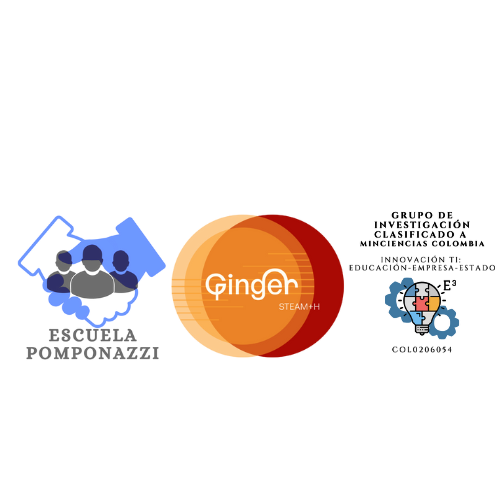 ESCUELA
POMPONAZZI
Ginger
STEAM+H
GRUPO DE
INVESTIGACIÓN
CLASIFICADO A
MINCIENCIAS COLOMBIA
INNOVACIÓN TI:
EDUCACIÓN-EMPRESA-ESTADO
E³
COL0206054